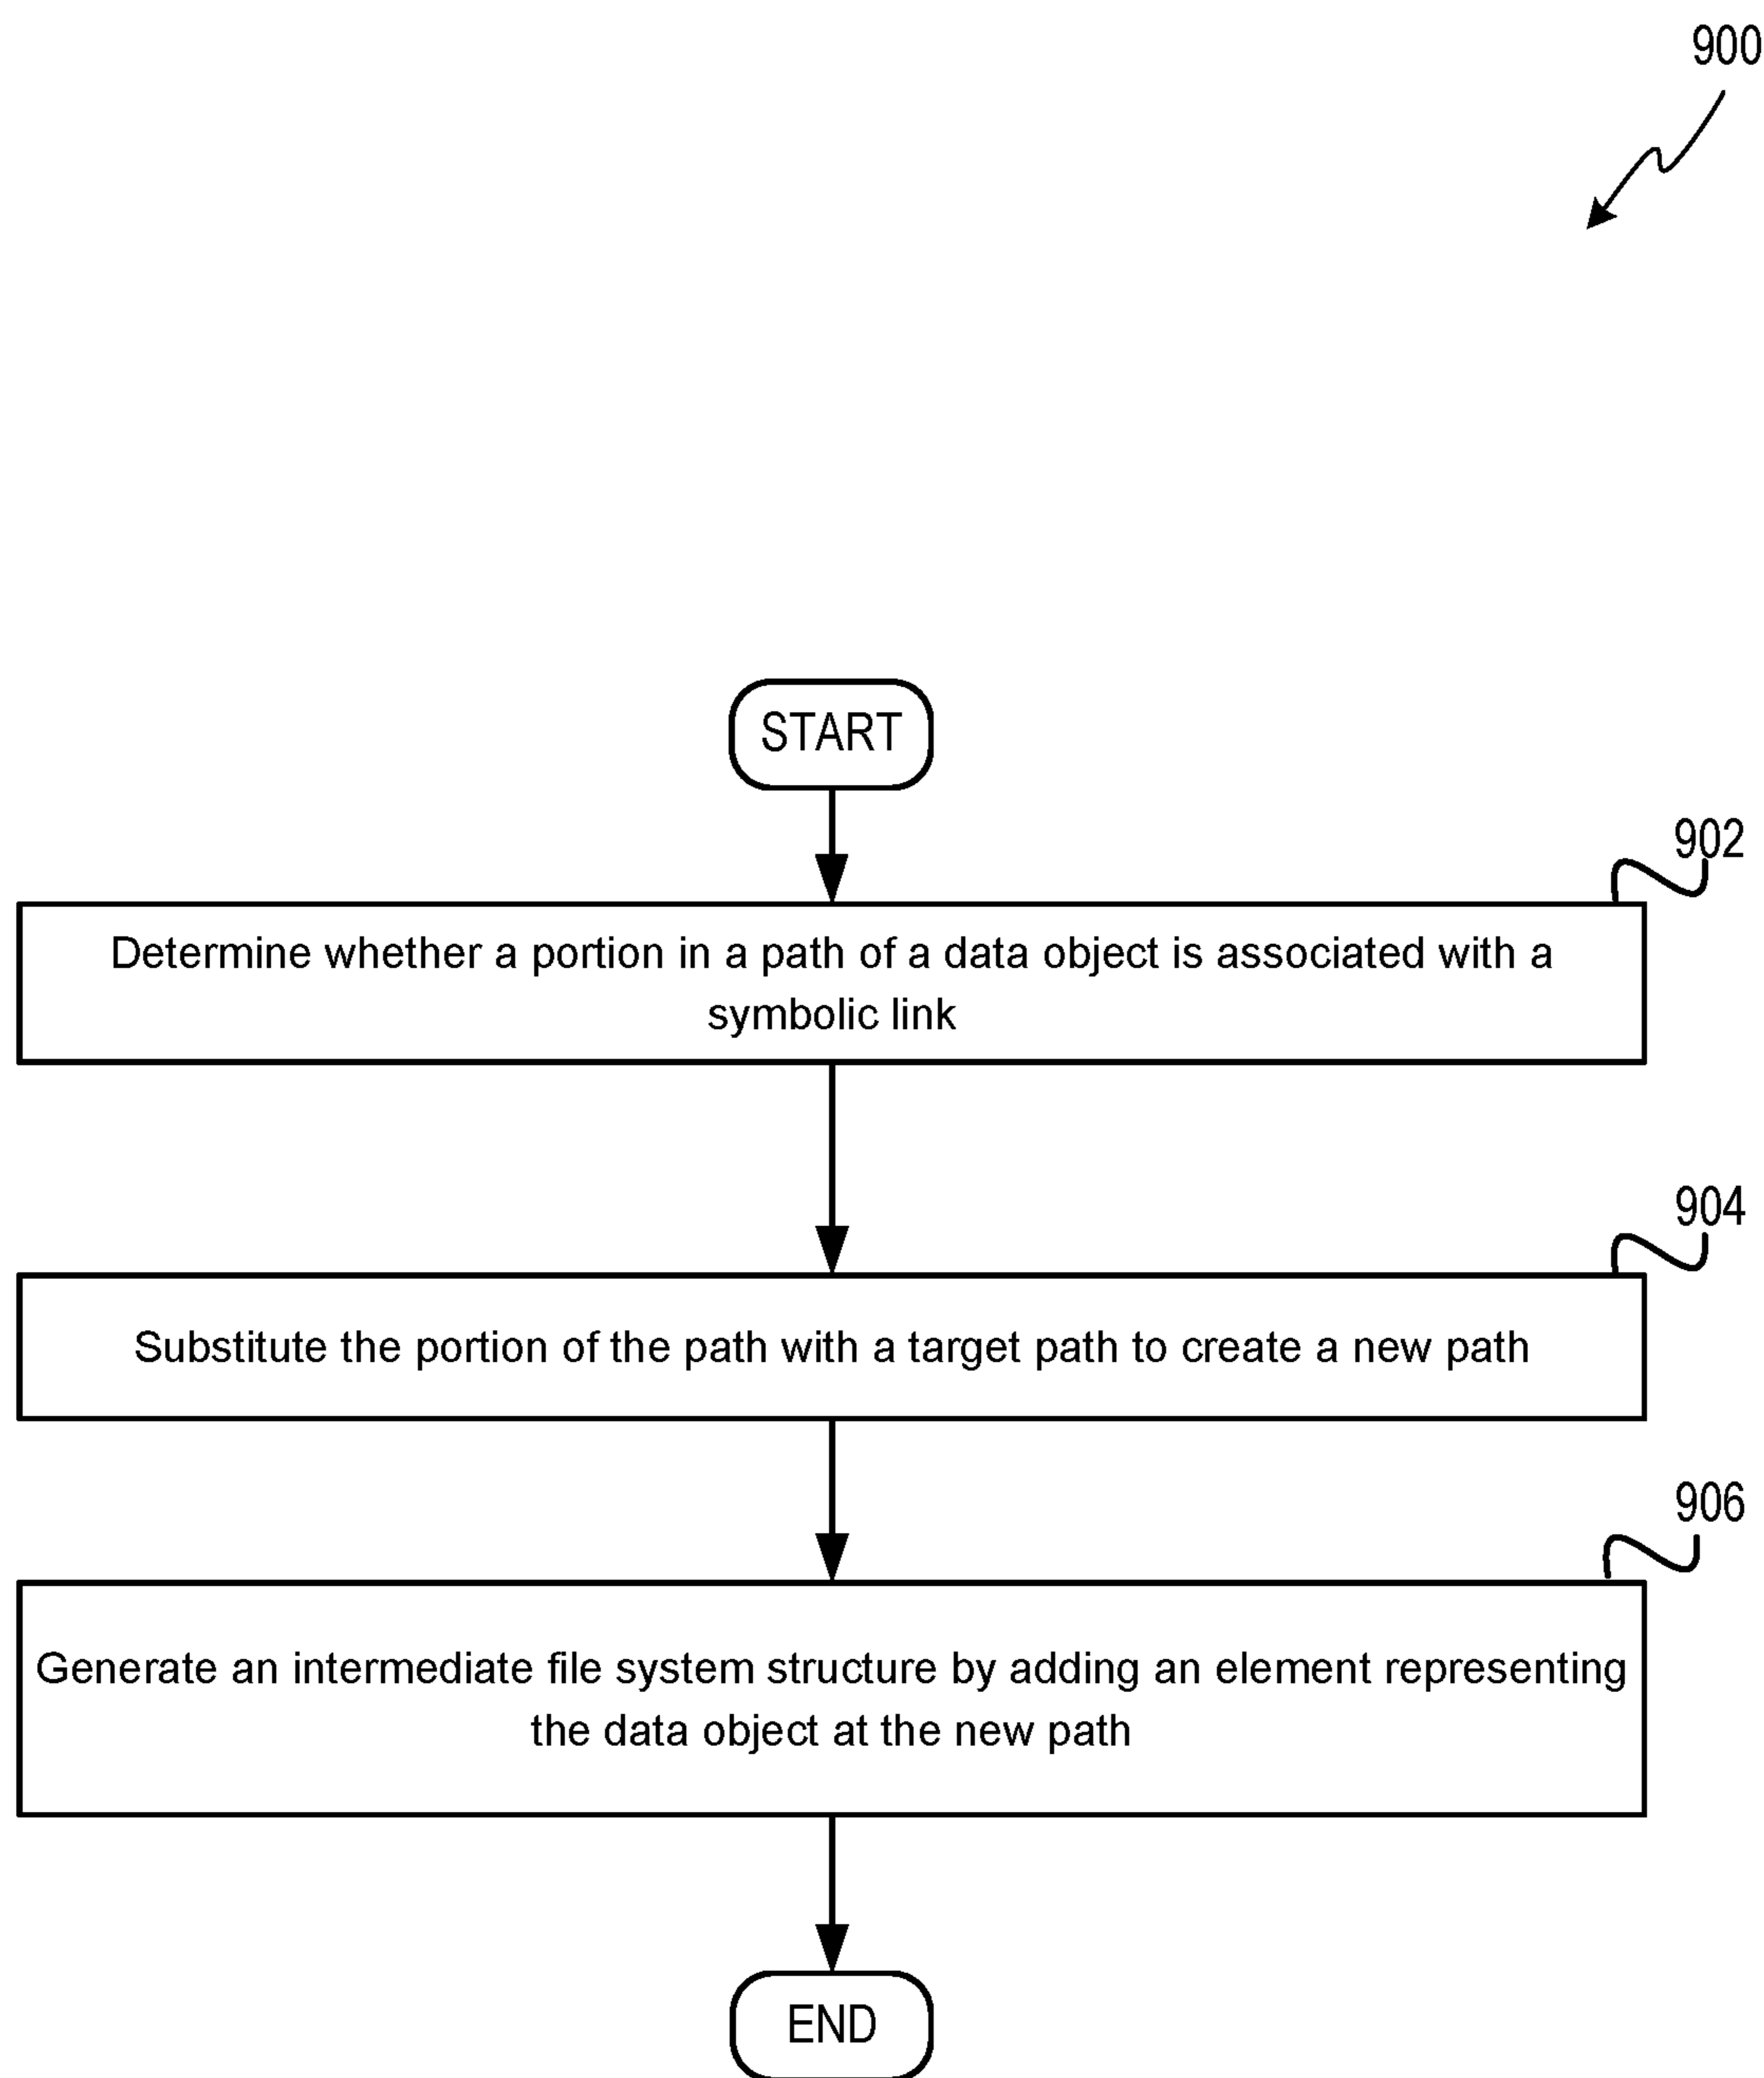 900
START
902
Determine whether a portion in a path of a data object is associated with a
symbolic link
904
Substitute the portion of the path with a target path to create a new path
906
Generate an intermediate file system structure by adding an element representing
the data object at the new path
END